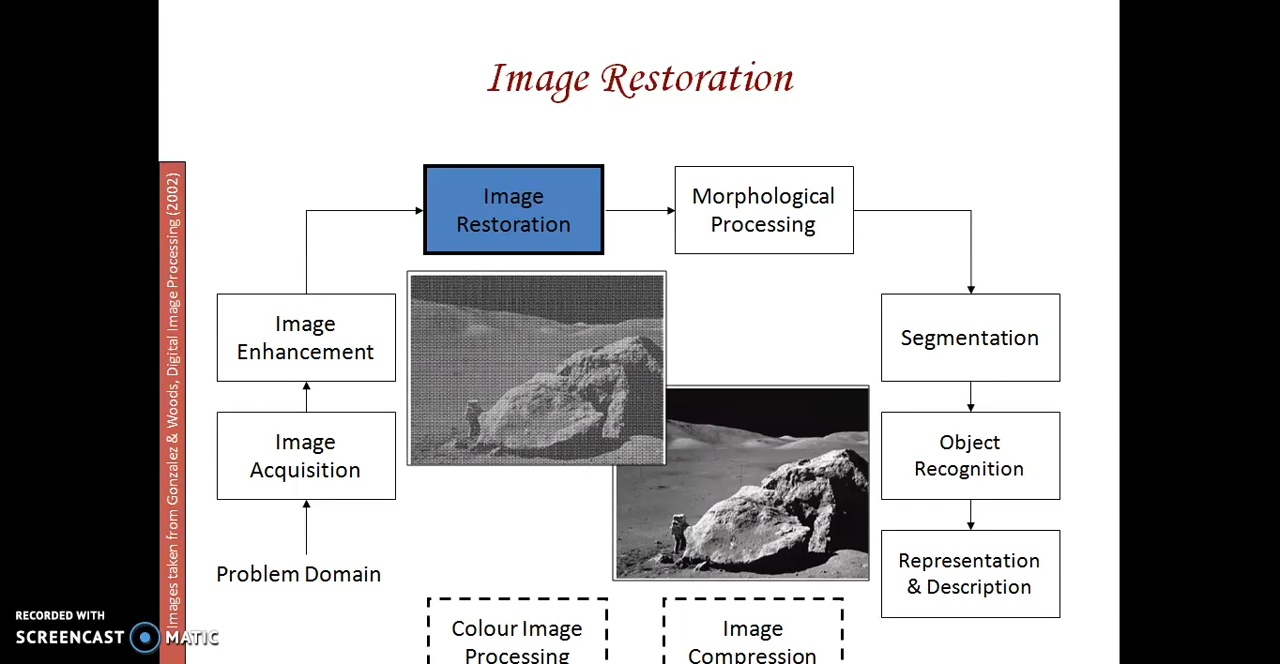 Image Restoration
Images taken from Gonzalez & Woods, Digital Image Processing (2002)
Image
Restoration
Morphological
Processing
Image
Enhancement
Segmentation
Image
Acquisition
Object
Recognition
Problem Domain
Representation
& Description
Colour Image
Processing
Image
Compression
RECORDED WITH
SCREENCAST MATIC